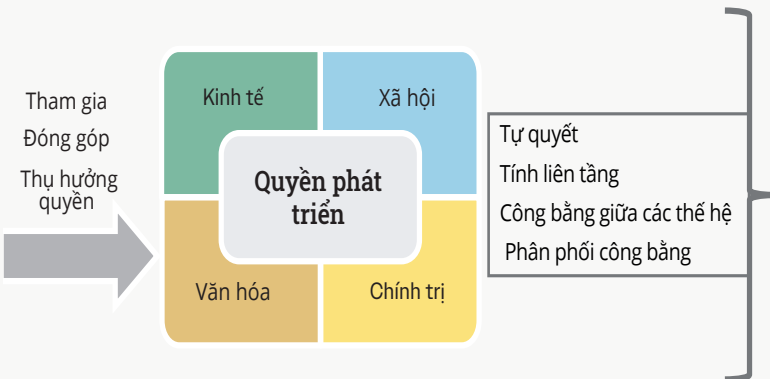 Tham gia
Đóng góp
Thụ hưởng
quyền
Kinh tế
Xã hội
Quyền phát
triển
Văn hóa
Chính trị
Tự quyết
Tính liên tầng
Công bằng giữa các thế hệ
Phân phối công bằng